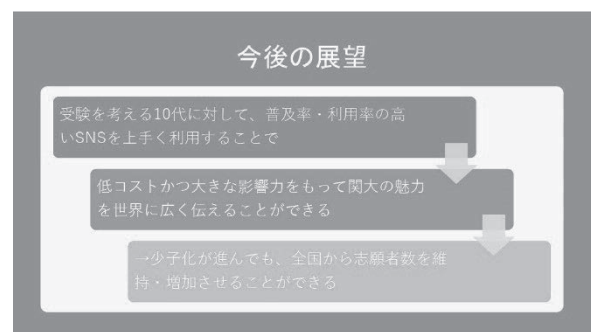 今後の展望
受験を考える10代に対して、普及率・利用率の高
いSNSを上手く利用することで
低コストかつ大きな影響力をもって関大の魅力
を世界に広く伝えることができる
→少子化が進んでも、全国から志願者数を維
持・増加させることができる